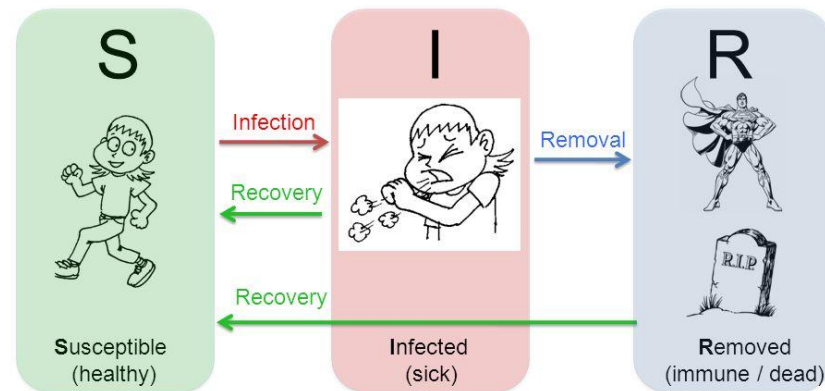 S
I
R
Infection
Removal
Recovery
R.I.P
Recovery
Susceptible
(healthy)
Infected
(sick)
Removed
(immune / dead)